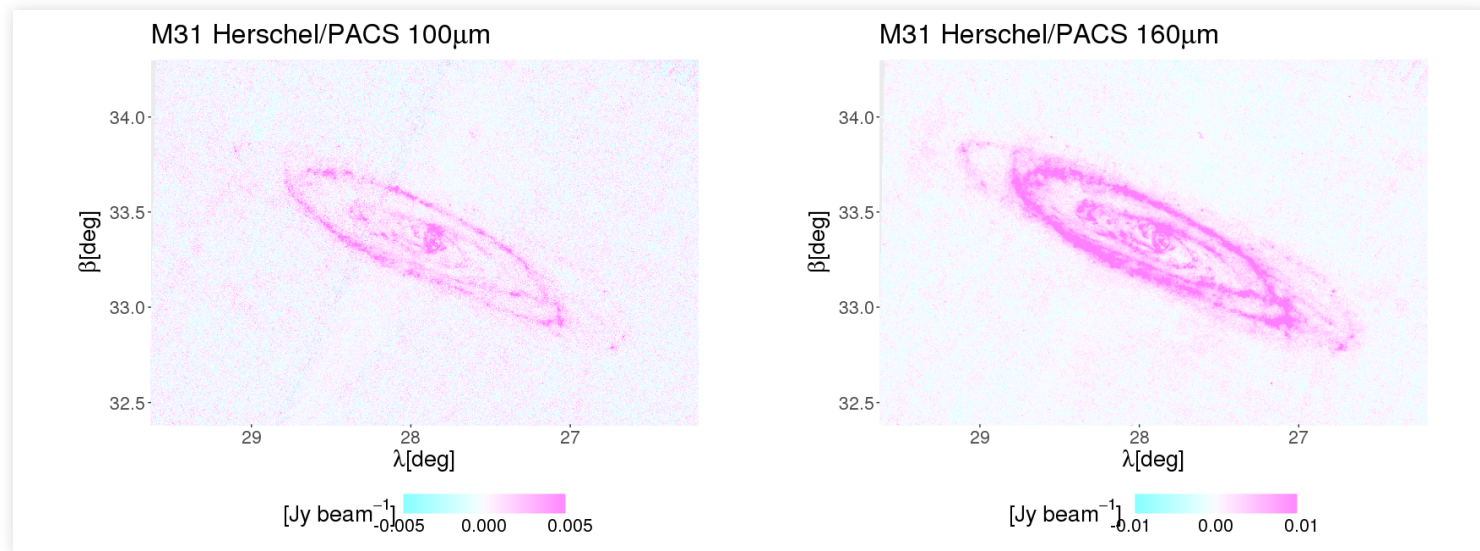 M31 Herschel/PACS 100μm
34.0
33.5
33.0
32.5
β[deg]
29 28 27
λ[deg]
[Jy beam⁻¹]
-0.005 0.000 0.005
M31 Herschel/PACS 160μm
34.0
33.5
33.0
32.5
β[deg]
29 28 27
λ[deg]
[Jy beam⁻¹]
-0.01 0.00 0.01